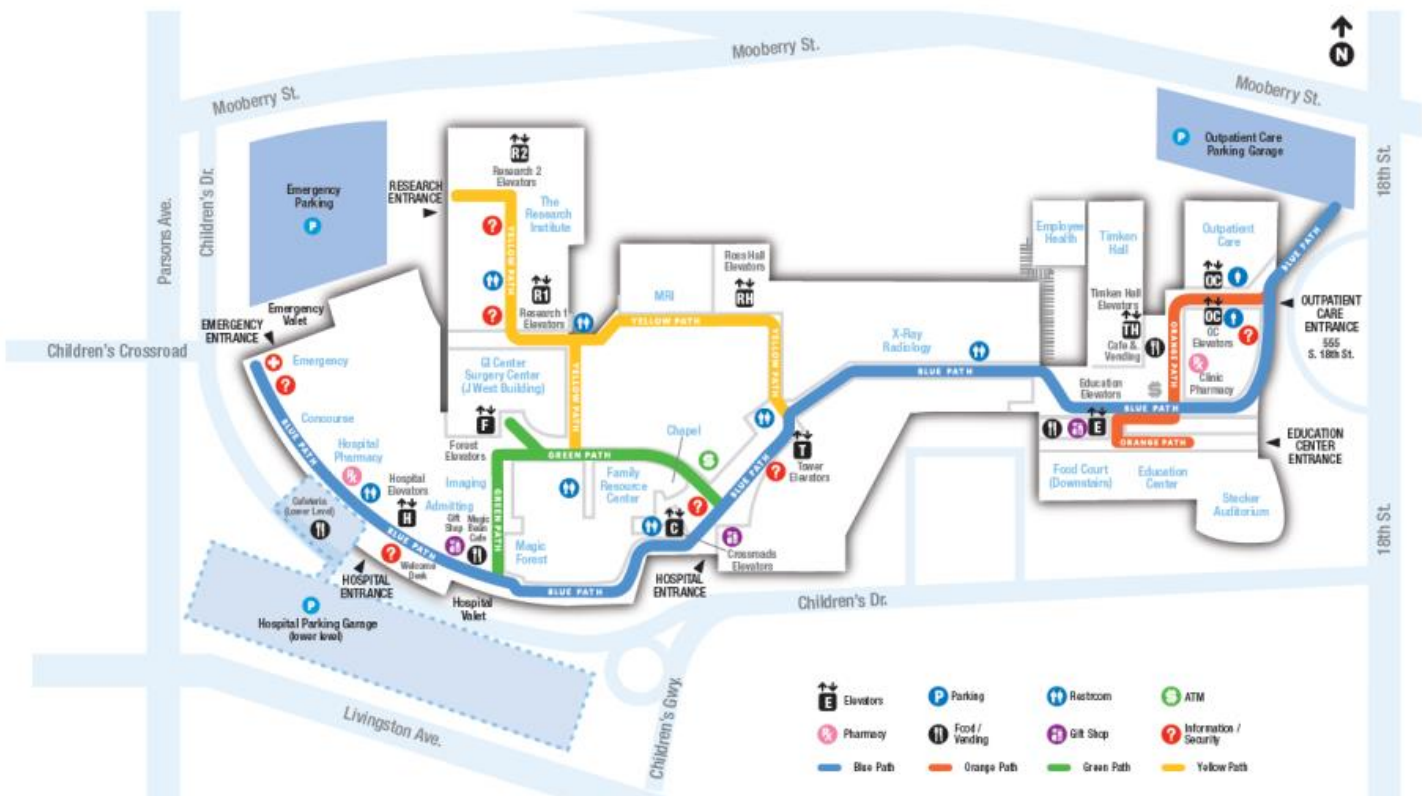 Mooberry St.
Mooberry St.
Mooberry St.
N
Parsons Ave.
Children's Dr.
18th St.
P
Outpatient Care
Parking Garage
Emergency
Parking
P
RESEARCH
ENTRANCE
R2
Research 2
Elevators
The
Research
Institute
?
YELLOW PATH
?
R1
Research 1
Elevators
Employee
Health
Timken
Hall
Outpatient
Care
OC
BLUE PATH
Ross Hall
Elevators
RH
MRI
YELLOW PATH
YELLOW PATH
YELLOW PATH
Timken Hall
Elevators
TH
Cafe &
Vending
ORANGE PATH
OC
OC
Elevators
?
Clinic
Pharmacy
OUTPATIENT
CARE
ENTRANCE
555
S. 18th St.
Emergency
Valet
EMERGENCY
ENTRANCE
Children's Crossroad
Emergency
?
Concourse
BLUE PATH
Hospital
Pharmacy
GI Center
Surgery Center
(J West Building)
F
Forest
Elevators
X-Ray
Radiology
BLUE PATH
Education
Elevators
S
BLUE PATH
E
ORANGE PATH
EDUCATION
CENTER
ENTRANCE
Food Court
(Downstairs)
Education
Center
Stecker
Auditorium
Chapel
S
GREEN PATH
Family
Resource
Center
BLUE PATH
T
Tower
Elevators
?
Imaging
Admitting
Hospital
Elevators
H
GREEN PATH
Gift
Shop
Magic
Bean
Cafe
Magic
Forest
?
C
Crossroads
Elevators
Cafeteria
(Lower Level)
BLUE PATH
?
Welcome
Desk
HOSPITAL
ENTRANCE
Hospital
Valet
BLUE PATH
HOSPITAL
ENTRANCE
P
Hospital Parking Garage
(lower level)
Children's Dr.
18th St.
Livingston Ave.
Children's Gwy.
E
Elevators
P
Parking
Restroom
S
ATM
Pharmacy
Food /
Vending
Gift Shop
?
Information /
Security
Blue Path
Orange Path
Green Path
Yellow Path